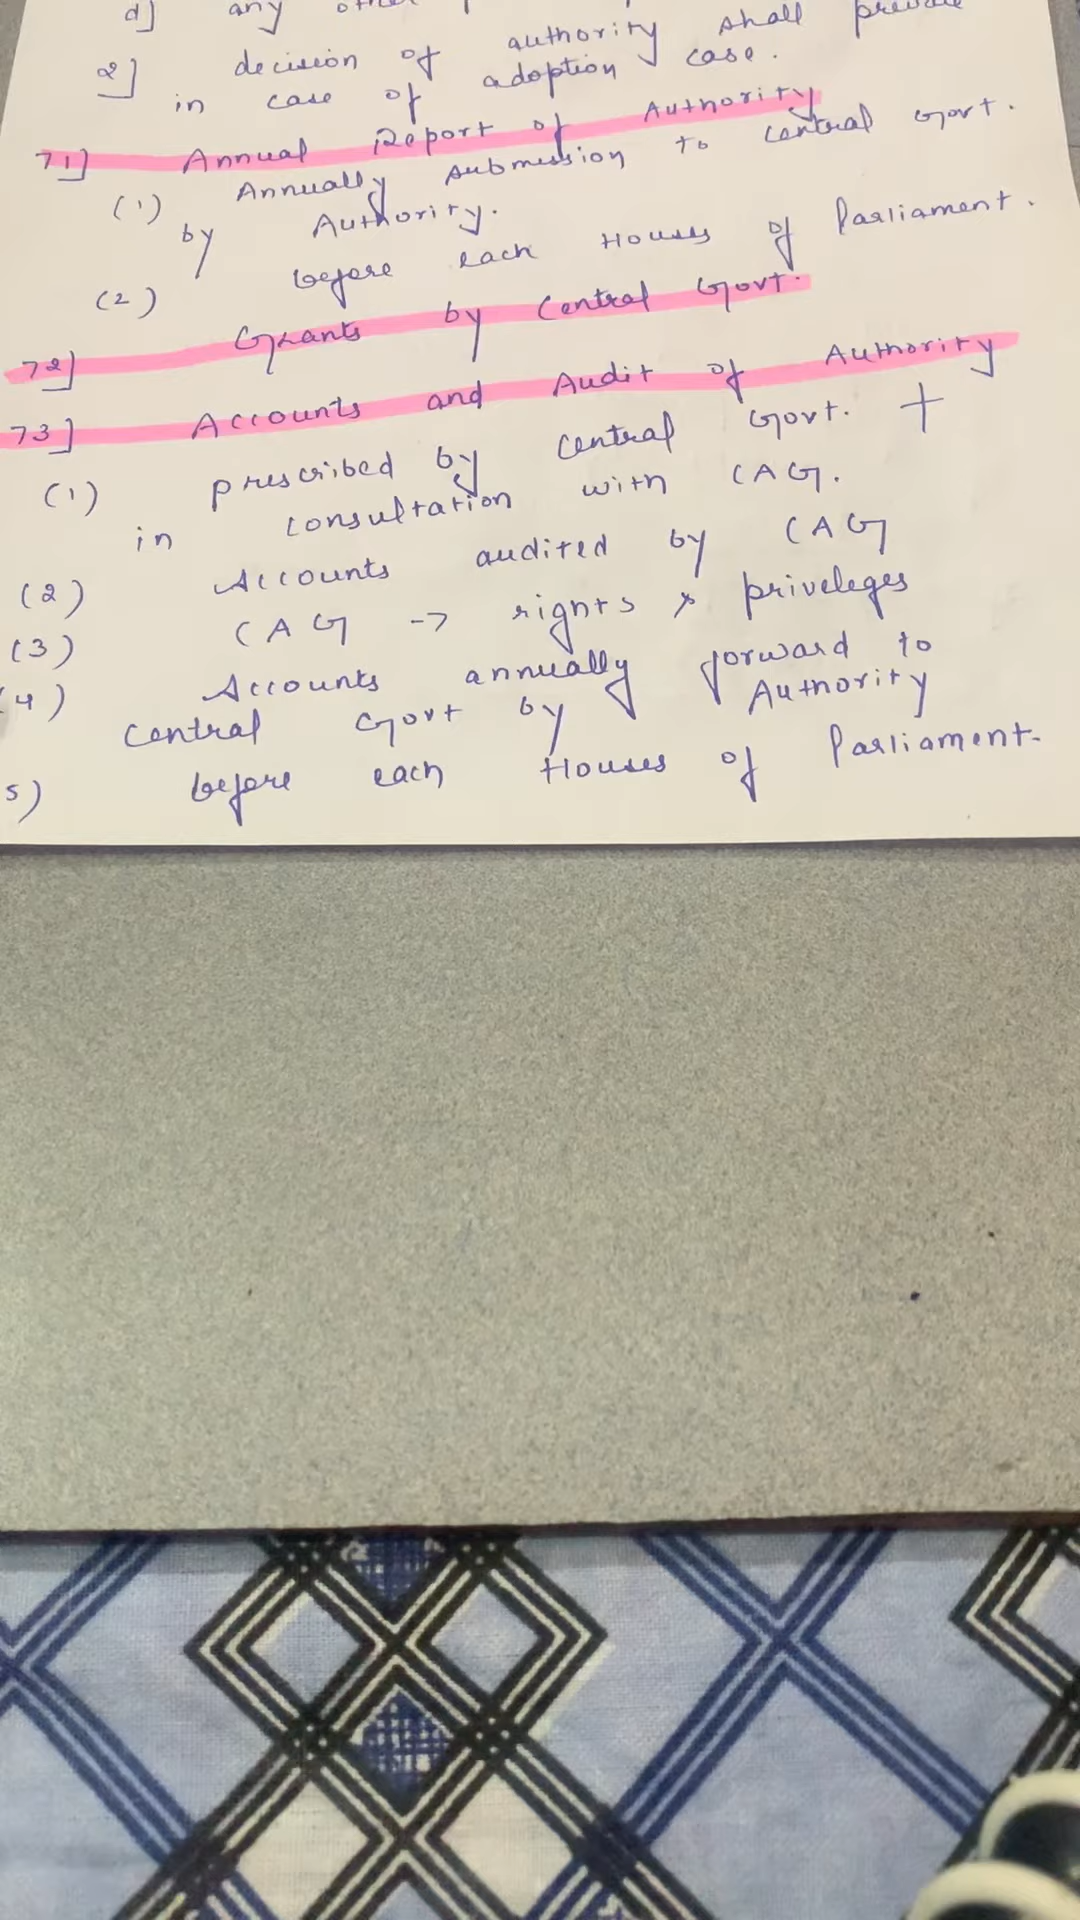 d] any other
2] decision of authority shall prevail
in case of adoption case.
71] Annual Report of Authority
(1) Annually submission to central Govt.
by Authority.
(2) before each Houses of Parliament.
72] Grants by Central Govt.
73] Accounts and Audit of Authority
(1) prescribed by central Govt. +
in consultation with CAG.
(2) Accounts audited by CAG
(3) CAG -> rights & priveleges
(4) Accounts annually forward to
central Govt by Authority
5) before each Houses of Parliament.